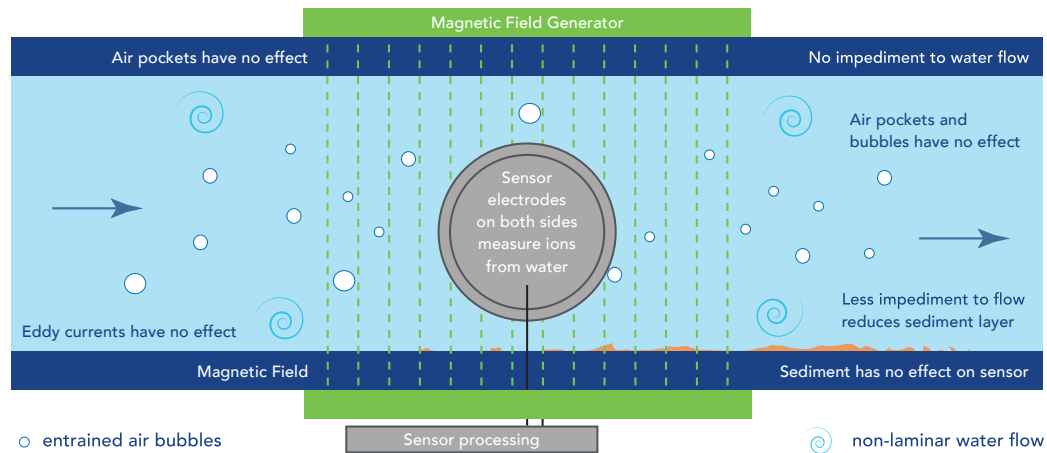 Magnetic Field Generator
Air pockets have no effect
No impediment to water flow
Air pockets and
bubbles have no effect
Sensor
electrodes
on both sides
measure ions
from water
Less impediment to flow
reduces sediment layer
Eddy currents have no effect
Magnetic Field
Sediment has no effect on sensor
entrained air bubbles
Sensor processing
non-laminar water flow